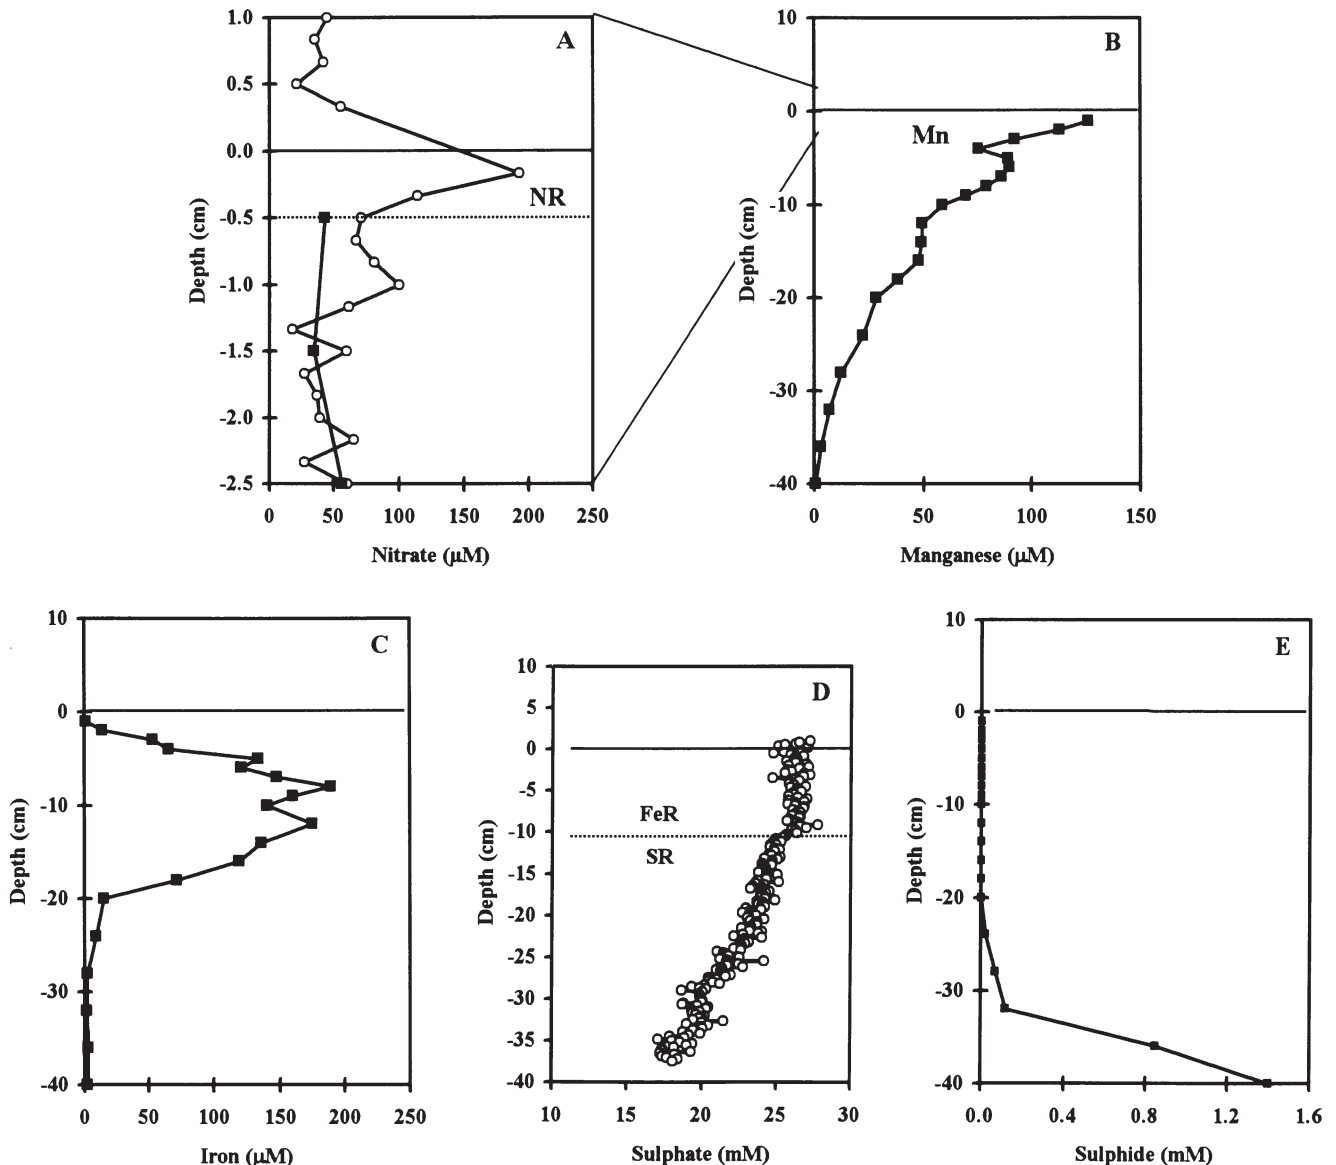 A
1.0
0.5
0.0
-0.5
-1.0
-1.5
-2.0
-2.5
Depth (cm)
NR
0 50 100 150 200 250
Nitrate (µM)
B
10
0
-10
-20
-30
-40
Depth (cm)
Mn
0 50 100 150
Manganese (µM)
C
10
0
-10
-20
-30
-40
Depth (cm)
0 50 100 150 200 250
Iron (µM)
D
10
5
0
-5
-10
-15
-20
-25
-30
-35
-40
Depth (cm)
FeR
SR
10 15 20 25 30
Sulphate (mM)
E
10
0
-10
-20
-30
-40
Depth (cm)
0.0 0.4 0.8 1.2 1.6
Sulphide (mM)